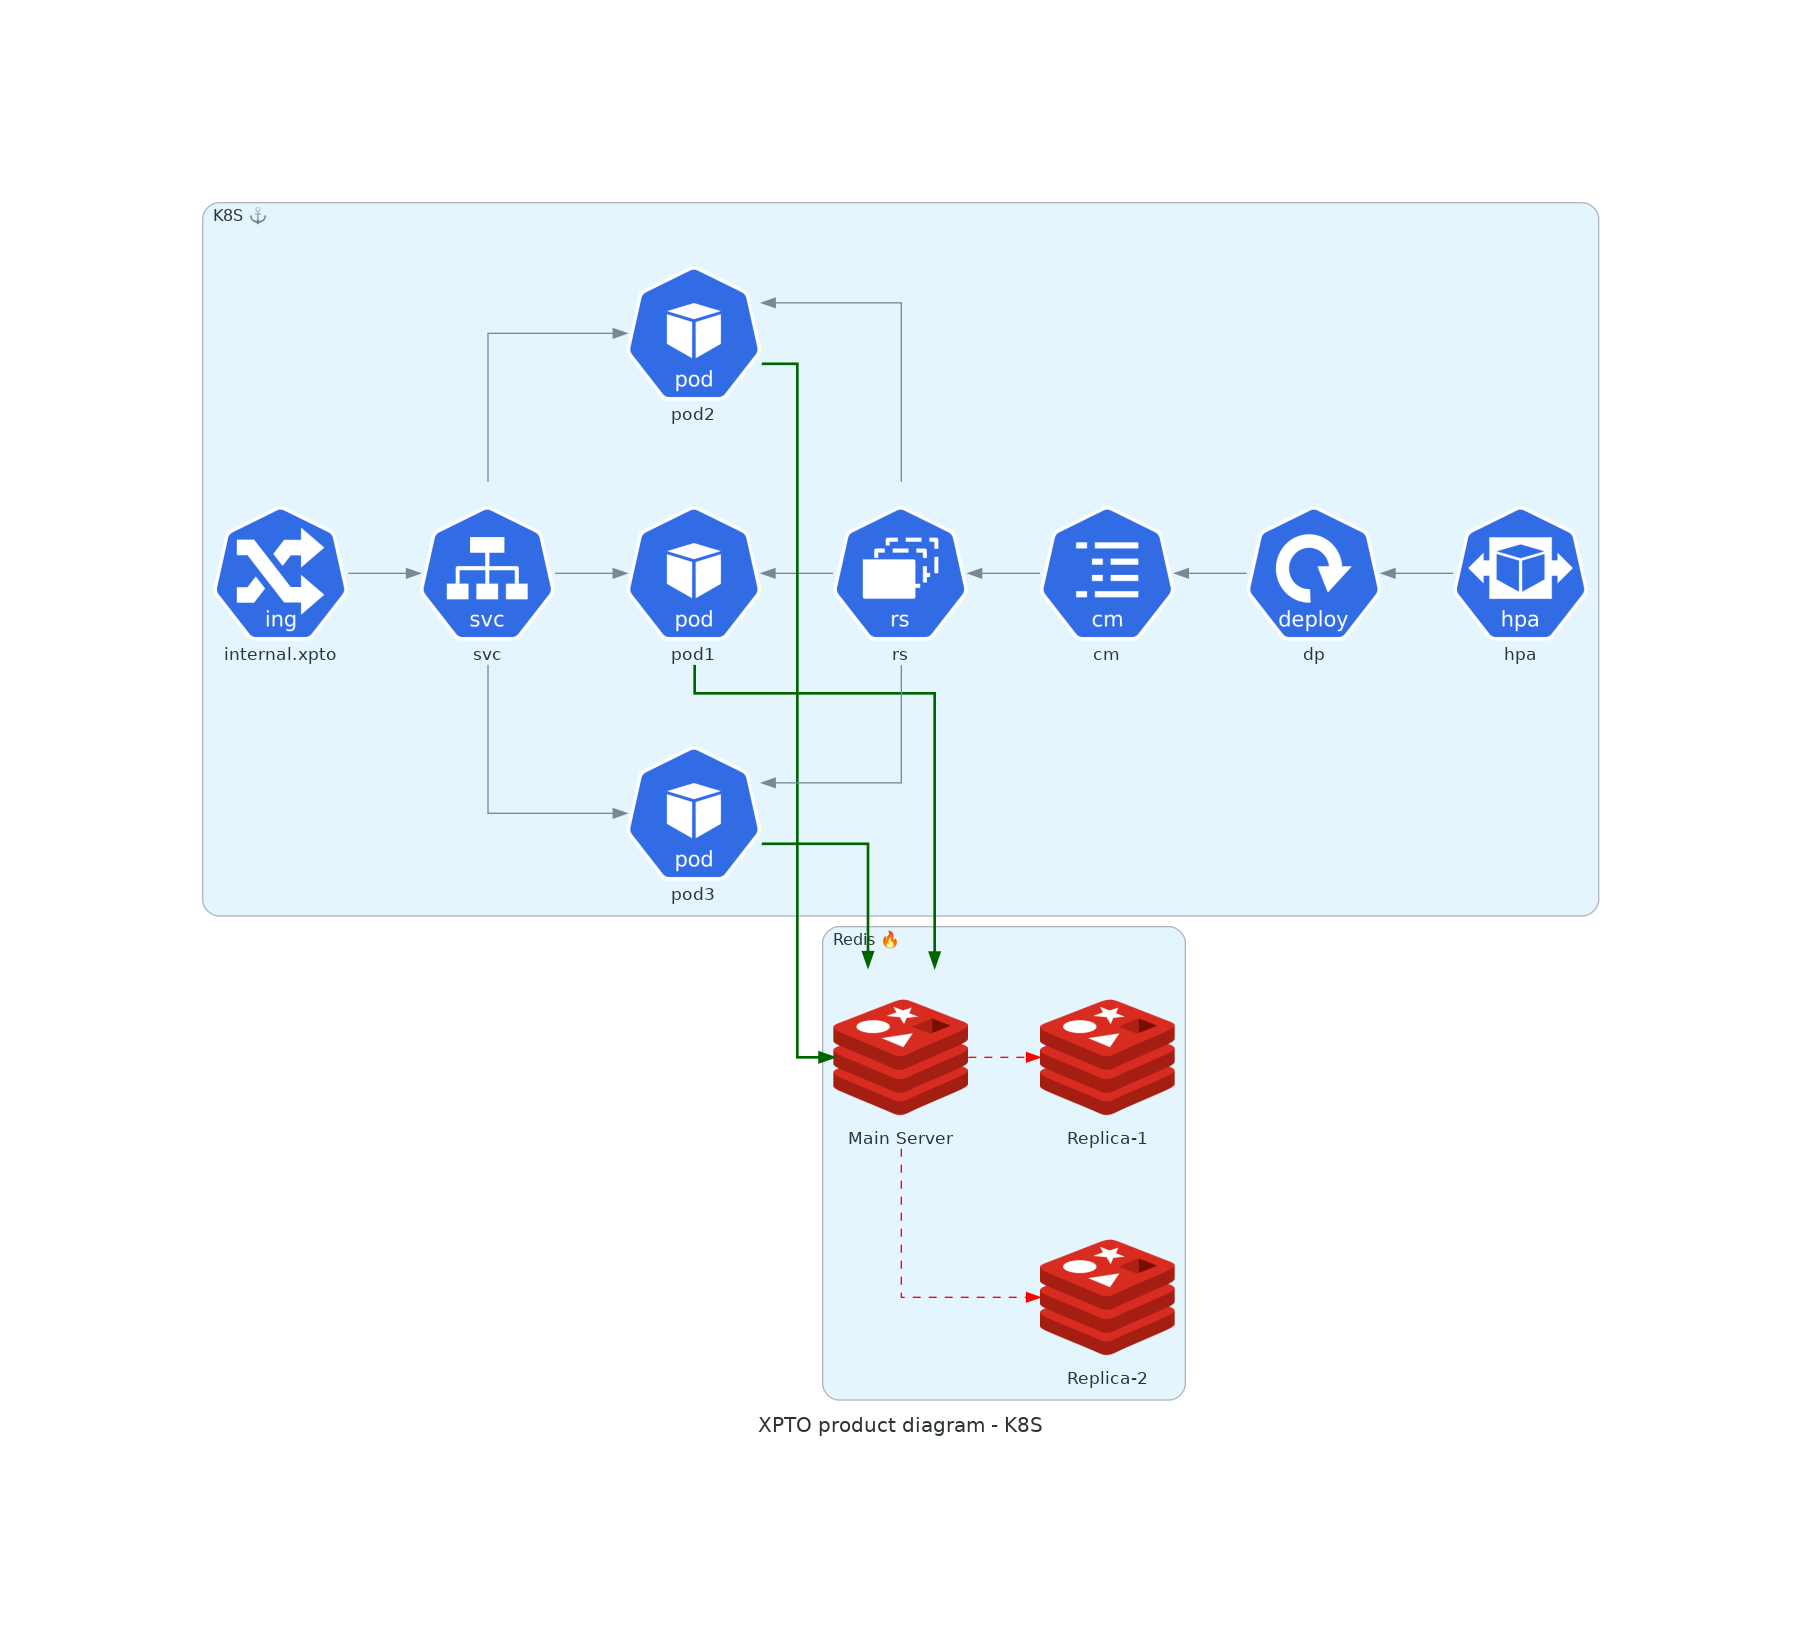 K8S ⚓
pod
pod2
ing
svc
pod
rs
cm
deploy
hpa
internal.xpto
svc
pod1
rs
cm
dp
hpa
pod
pod3
Redis 🔥
Main Server
Replica-1
Replica-2
XPTO product diagram - K8S